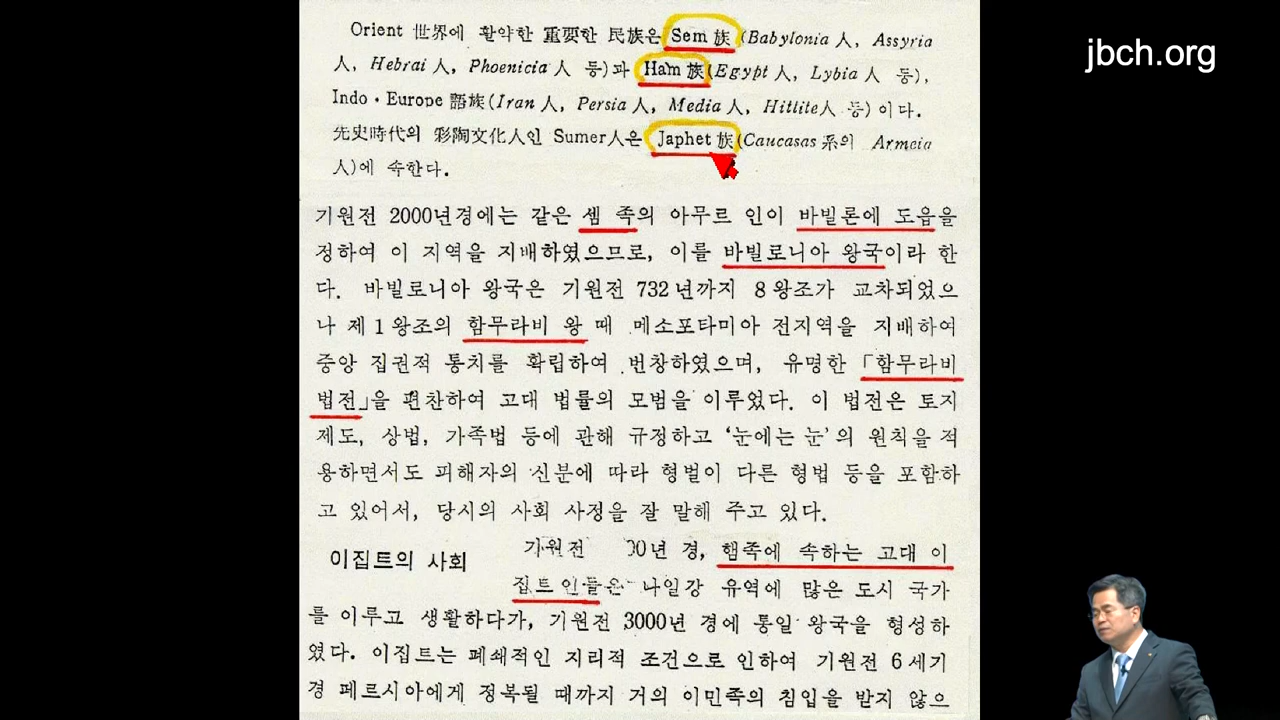 Orient 世界에 활약한 重要한 民族은 Sem 族 (Babylonia 人, Assyria
人, Hebrai 人, Phoenicia 人 등)과 Ham 族(Egypt 人, Lybia 人 등),
Indo·Europe 語族(Iran 人, Persia 人, Media 人, Hitlite人 등) 이다.
先史時代의 彩陶文化人인 Sumer人은 Japhet 族(Caucasas 系의 Armeia
人)에 속한다.
기원전 2000년경에는 같은 셈 족의 아무르 인이 바빌론에 도읍을
정하여 이 지역을 지배하였으므로, 이를 바빌로니아 왕국이라 한
다. 바빌로니아 왕국은 기원전 732년까지 8왕조가 교차되었으
나 제1왕조의 함무라비 왕 때 메소포타미아 전지역을 지배하여
중앙 집권적 통치를 확립하여 번창하였으며, 유명한 「함무라비
법전」을 편찬하여 고대 법률의 모범을 이루었다. 이 법전은 토지
제도, 상법, 가족법 등에 관해 규정하고 ‘눈에는 눈’의 원칙을 적
용하면서도 피해자의 신분에 따라 형벌이 다른 형법 등을 포함하
고 있어서, 당시의 사회 사정을 잘 말해 주고 있다.
이집트의 사회
기원전 00년 경, 햄족에 속하는 고대 이
집트 인들은 나일강 유역에 많은 도시 국가
를 이루고 생활하다가, 기원전 3000년 경에 통일 왕국을 형성하
였다. 이집트는 폐쇄적인 지리적 조건으로 인하여 기원전 6세기
경 페르시아에게 정복될 때까지 거의 이민족의 침입을 받지 않으
jbch.org